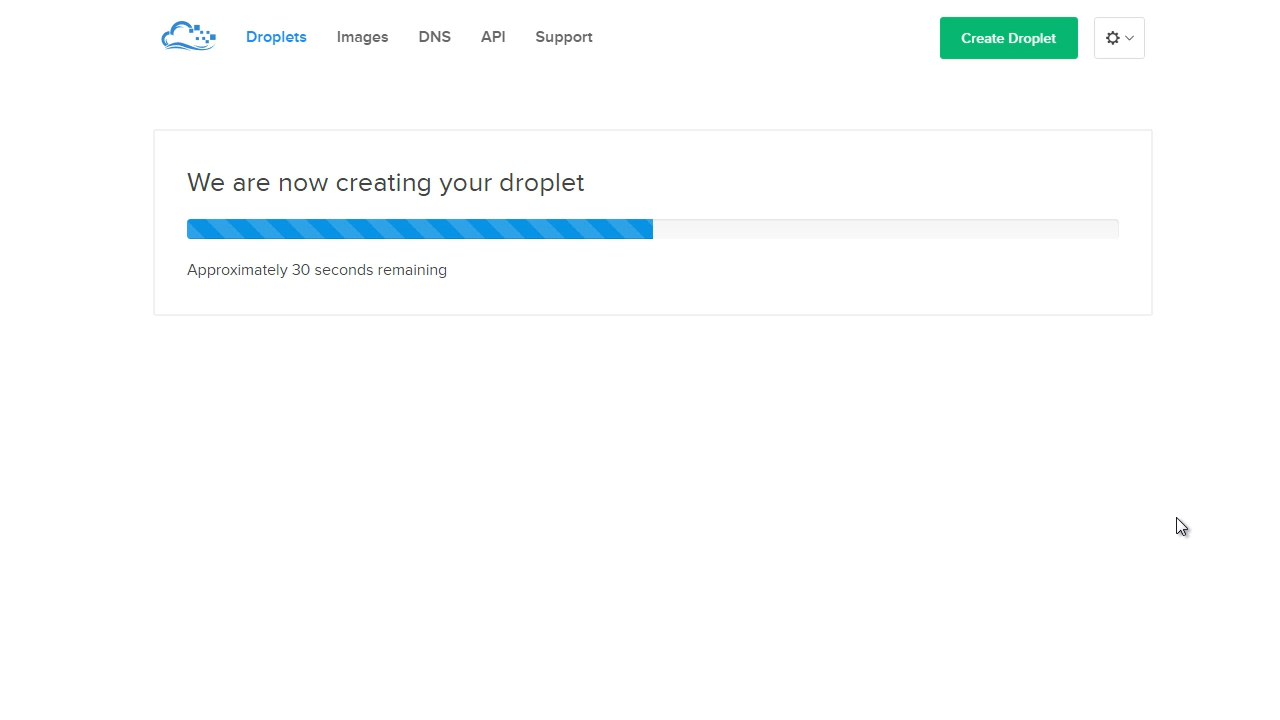 Droplets Images DNS API Support Create Droplet
We are now creating your droplet
Approximately 30 seconds remaining